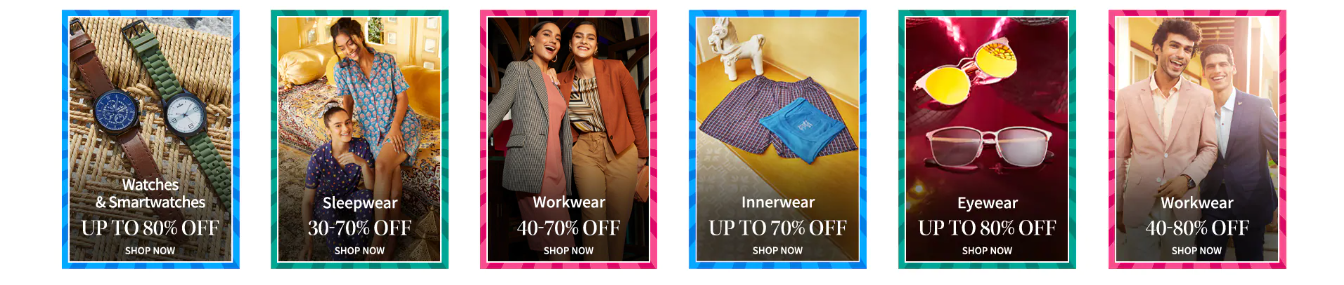 Watches
& Smartwatches
UP TO 80% OFF
SHOP NOW
Sleepwear
30-70% OFF
SHOP NOW
Workwear
40-70% OFF
SHOP NOW
Innerwear
UP TO 70% OFF
SHOP NOW
Eyewear
UP TO 80% OFF
SHOP NOW
Workwear
40-80% OFF
SHOP NOW